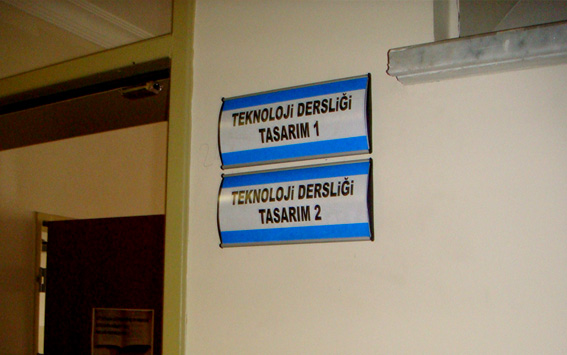 TEKNOLOJİ DERSLİĞİ
TASARIM 1
TEKNOLOJİ DERSLİĞİ
TASARIM 2